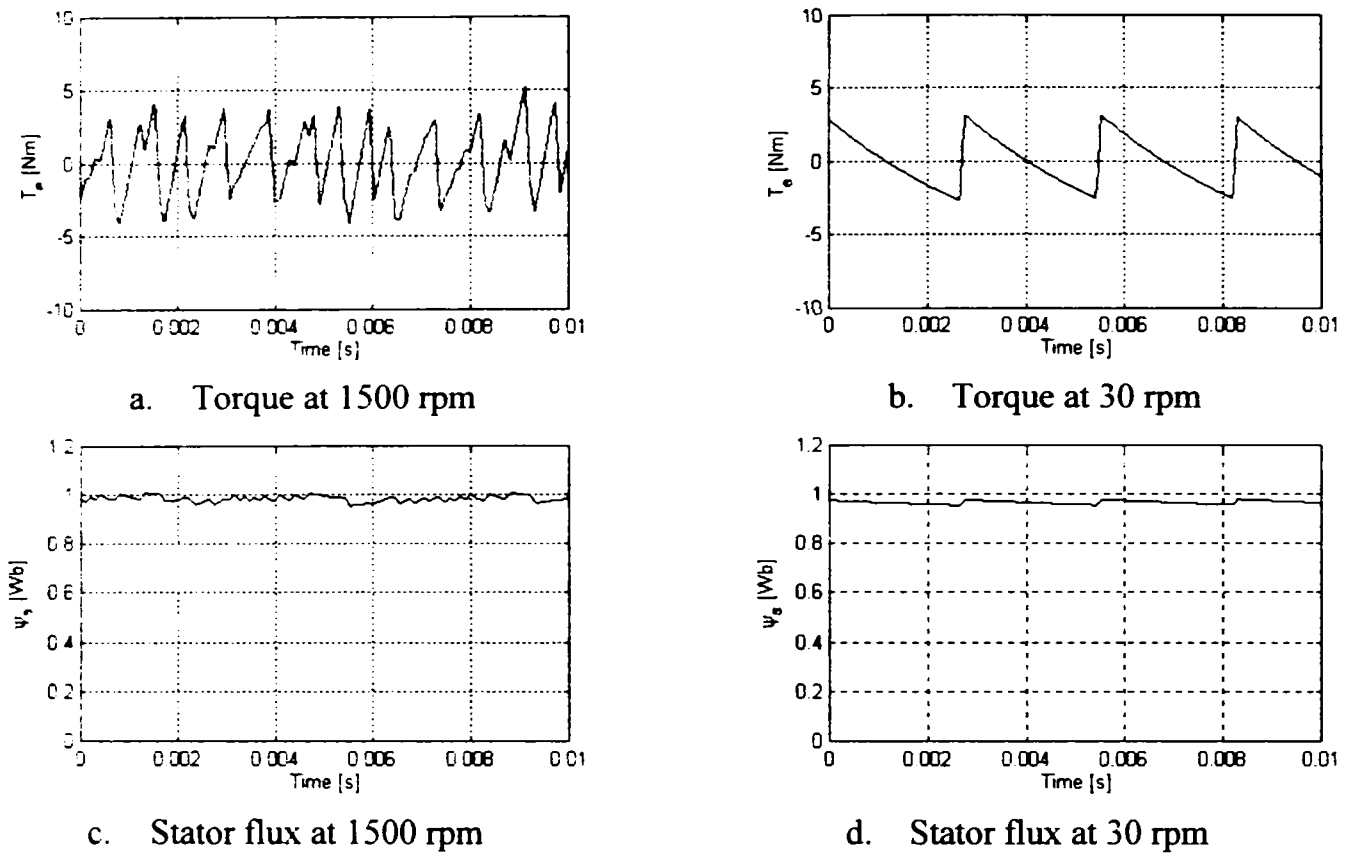 10
5
0
-5
-10
T_e [Nm]
0 0.002 0.004 0.006 0.008 0.01
Time [s]
a. Torque at 1500 rpm
10
5
0
-5
-10
T_e [Nm]
0 0.002 0.004 0.006 0.008 0.01
Time [s]
b. Torque at 30 rpm
1.2
1
0.8
0.6
0.4
0.2
0
Ψ_s [Wb]
0 0.002 0.004 0.006 0.008 0.01
Time [s]
c. Stator flux at 1500 rpm
1.2
1
0.8
0.6
0.4
0.2
0
Ψ_s [Wb]
0 0.002 0.004 0.006 0.008 0.01
Time [s]
d. Stator flux at 30 rpm